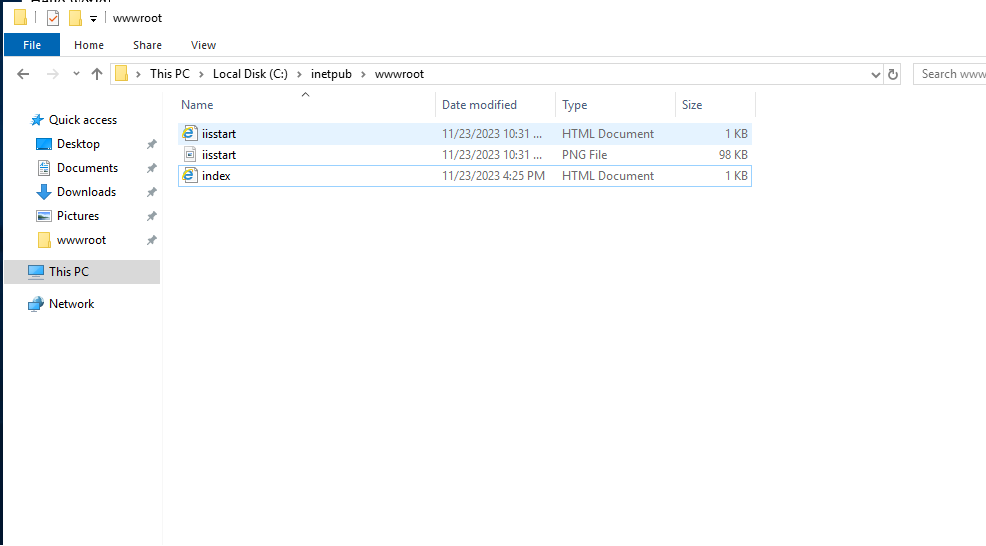 wwwroot
File Home Share View
This PC Local Disk (C:) inetpub wwwroot Search www
Name Date modified Type Size
Quick access
iisstart 11/23/2023 10:31 ... HTML Document 1 KB
Desktop
iisstart 11/23/2023 10:31 ... PNG File 98 KB
Documents
index 11/23/2023 4:25 PM HTML Document 1 KB
Downloads
Pictures
wwwroot
This PC
Network